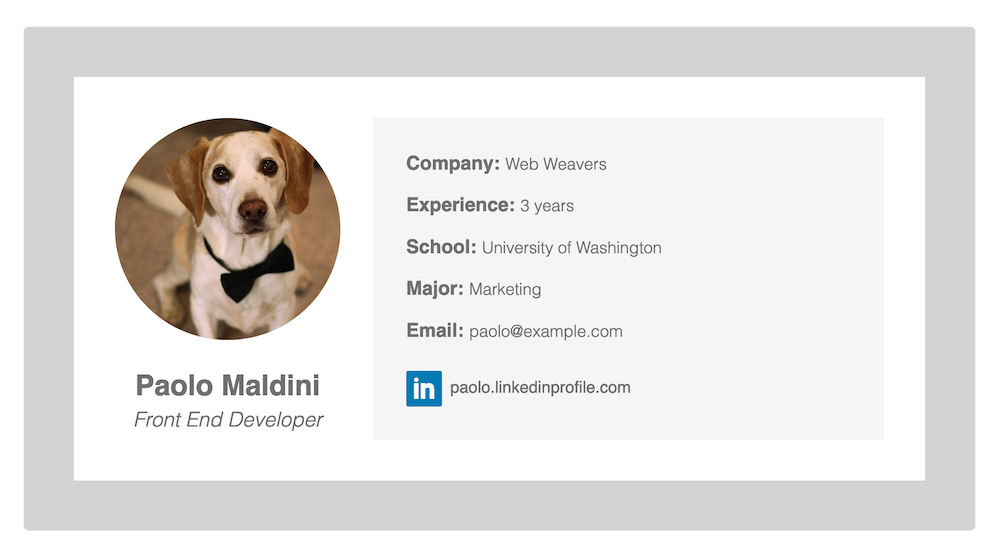 Company: Web Weavers
Experience: 3 years
School: University of Washington
Major: Marketing
Email: paolo@example.com
in paolo.linkedinprofile.com
Paolo Maldini
Front End Developer